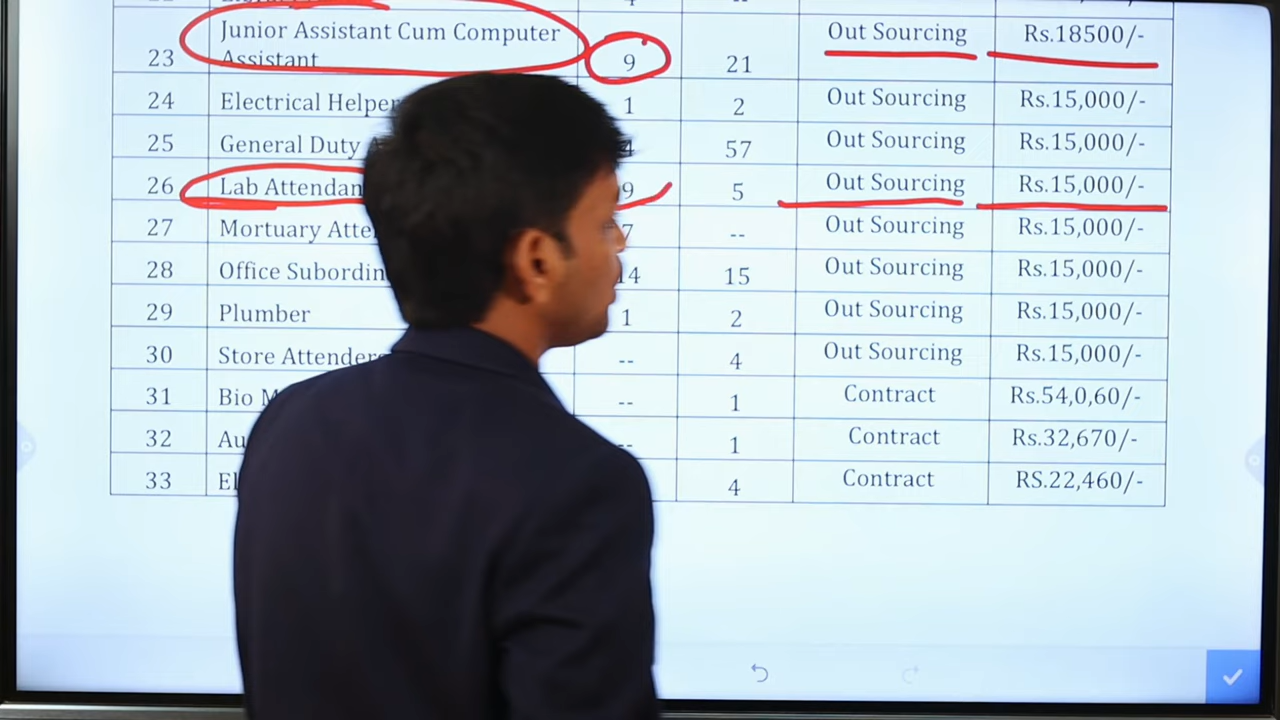 Junior Assistant Cum Computer
23 Assistant 9 21 Out Sourcing Rs.18500/-
24 Electrical Helper 1 2 Out Sourcing Rs.15,000/-
25 General Duty 57 Out Sourcing Rs.15,000/-
26 Lab Attendan 9 5 Out Sourcing Rs.15,000/-
27 Mortuary Atte 7 -- Out Sourcing Rs.15,000/-
28 Office Subordin 14 15 Out Sourcing Rs.15,000/-
29 Plumber 1 2 Out Sourcing Rs.15,000/-
30 Store Attenders -- 4 Out Sourcing Rs.15,000/-
31 Bio -- 1 Contract Rs.54,0,60/-
32 Au -- 1 Contract Rs.32,670/-
33 El 4 Contract RS.22,460/-